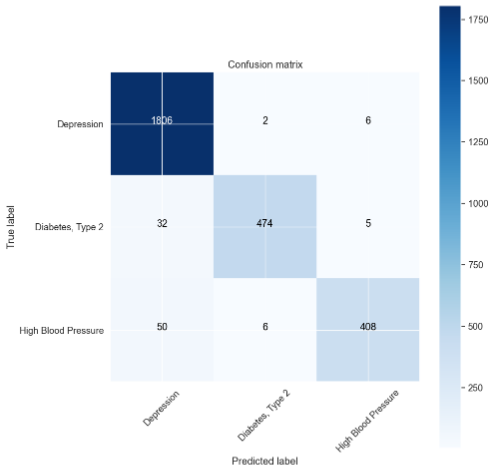 Confusion matrix
True label
Depression
1806 2 6
Diabetes, Type 2
32 474 5
High Blood Pressure
50 6 408
Depression
Diabetes, Type 2
High Blood Pressure
Predicted label
1750
1500
1250
1000
750
500
250